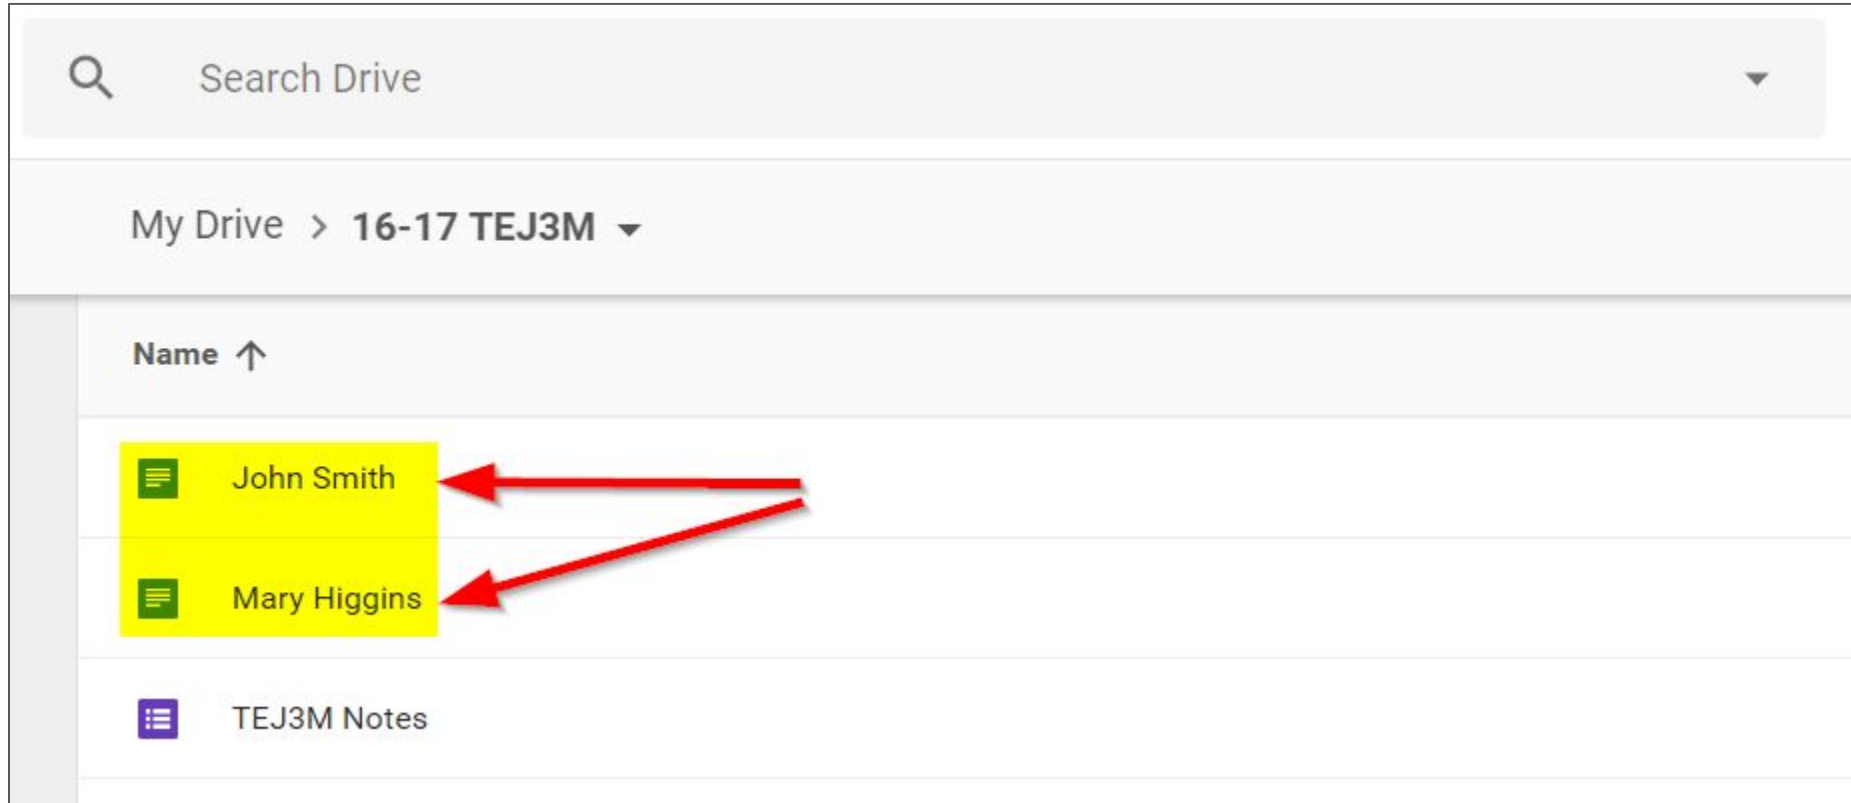 Search Drive
My Drive > 16-17 TEJ3M
Name
John Smith
Mary Higgins
TEJ3M Notes